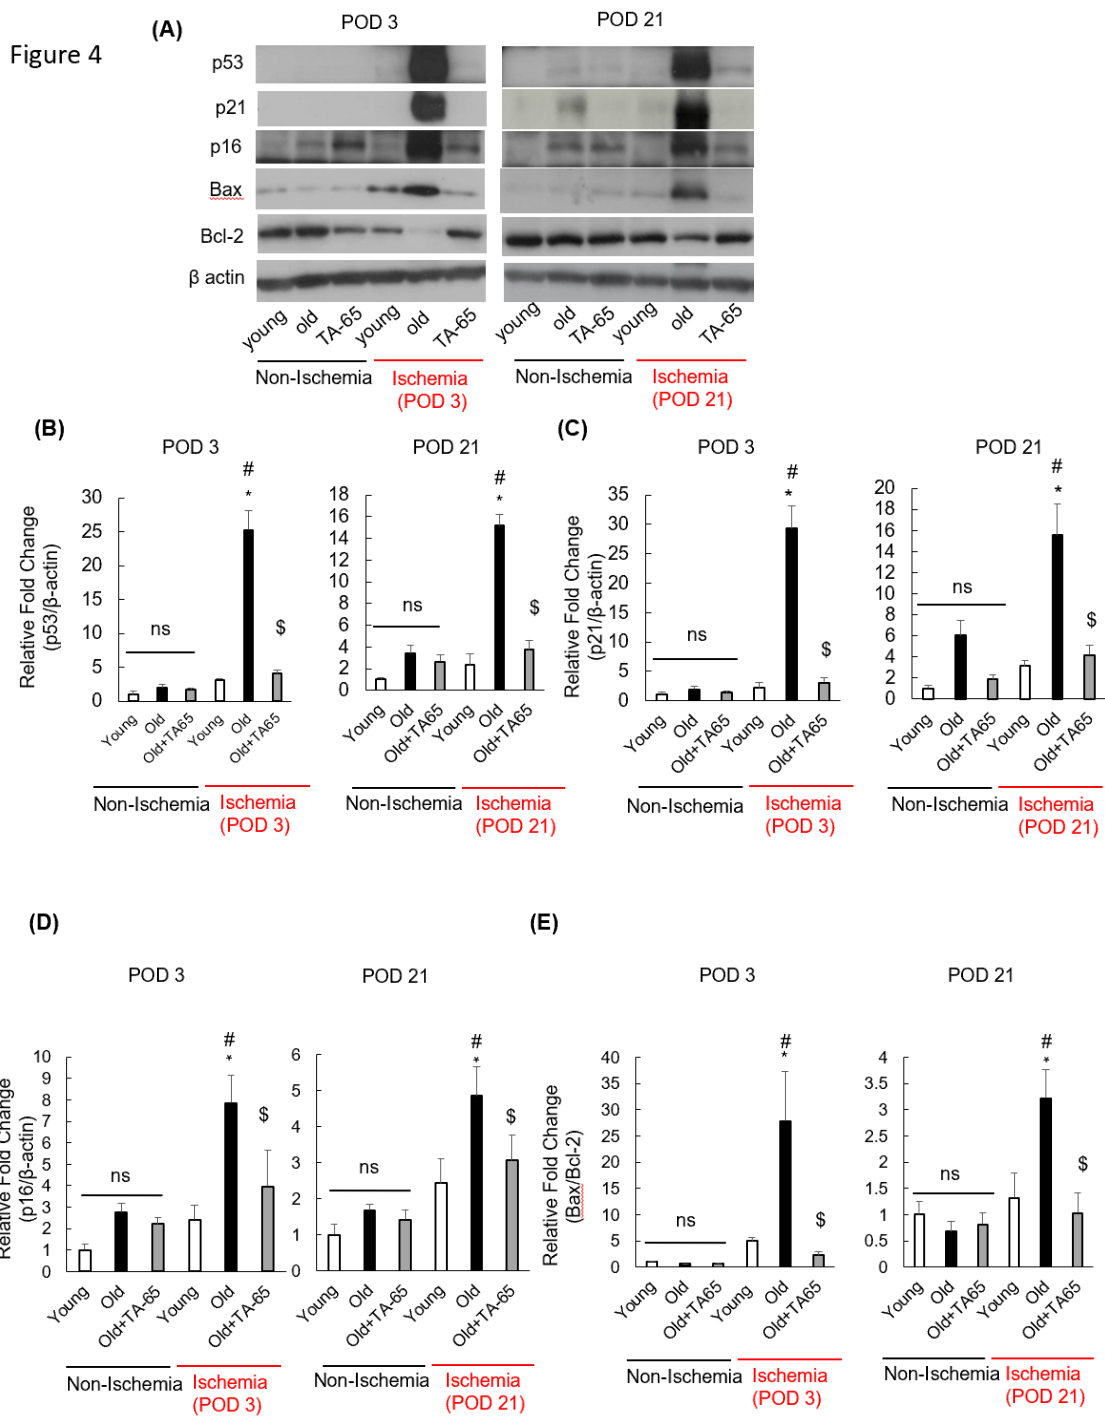 Figure 4
(A)
POD 3
POD 21
p53
p21
p16
Bax
Bcl-2
β actin
young
old
TA-65
young
old
TA-65
young
old
TA-65
young
old
TA-65
Non-Ischemia
Ischemia
(POD 3)
Non-Ischemia
Ischemia
(POD 21)
(B)
POD 3
Relative Fold Change
(p53/β-actin)
30
25
20
15
10
5
0
ns
#
*
$
Young
Old
Old+TA65
Young
Old
Old+TA65
Non-Ischemia
Ischemia
(POD 3)
POD 21
18
16
14
12
10
8
6
4
2
0
ns
#
*
$
Young
Old
Old+TA65
Young
Old
Old+TA65
Non-Ischemia
Ischemia
(POD 21)
(C)
POD 3
Relative Fold Change
(p21/β-actin)
35
30
25
20
15
10
5
0
ns
#
*
$
Young
Old
Old+TA65
Young
Old
Old+TA65
Non-Ischemia
Ischemia
(POD 3)
POD 21
20
18
16
14
12
10
8
6
4
2
0
ns
#
*
$
Young
Old
Old+TA65
Young
Old
Old+TA65
Non-Ischemia
Ischemia
(POD 21)
(D)
POD 3
Relative Fold Change
(p16/β-actin)
10
9
8
7
6
5
4
3
2
1
0
ns
#
*
$
Young
Old
Old+TA-65
Young
Old
Old+TA-65
Non-Ischemia
Ischemia
(POD 3)
POD 21
6
5
4
3
2
1
0
ns
#
*
$
Young
Old
Old+TA-65
Young
Old
Old+TA-65
Non-Ischemia
Ischemia
(POD 21)
(E)
POD 3
Relative Fold Change
(Bax/Bcl-2)
40
35
30
25
20
15
10
5
0
ns
#
*
$
Young
Old
Old+TA65
Young
Old
Old+TA65
Non-Ischemia
Ischemia
(POD 3)
POD 21
4
3.5
3
2.5
2
1.5
1
0.5
0
ns
#
*
$
Young
Old
Old+TA65
Young
Old
Old+TA65
Non-Ischemia
Ischemia
(POD 21)